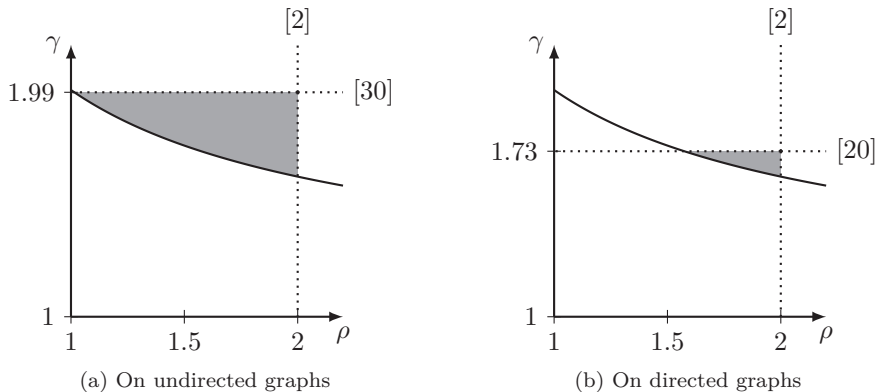 [2]
[2]
γ
γ
1.99
[30]
1.73
[20]
1
1
1
1.5
2
ρ
1
1.5
2
ρ
(a) On undirected graphs
(b) On directed graphs